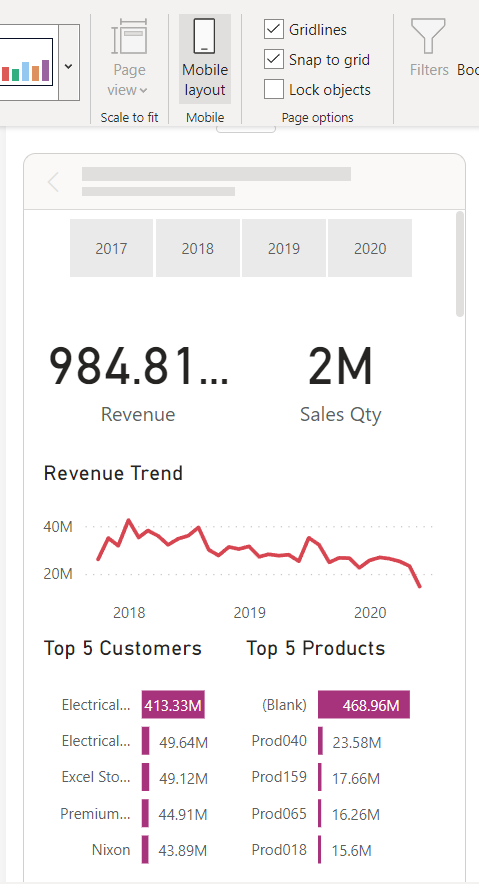 Page view
Mobile layout
Gridlines
Snap to grid
Lock objects
Filters
Boo
Scale to fit
Mobile
Page options
2017 2018 2019 2020
984.81... 2M
Revenue Sales Qty
Revenue Trend
40M
20M
2018 2019 2020
Top 5 Customers Top 5 Products
Electrical... 413.33M (Blank) 468.96M
Electrical... 49.64M Prod040 23.58M
Excel Sto... 49.12M Prod159 17.66M
Premium... 44.91M Prod065 16.26M
Nixon 43.89M Prod018 15.6M